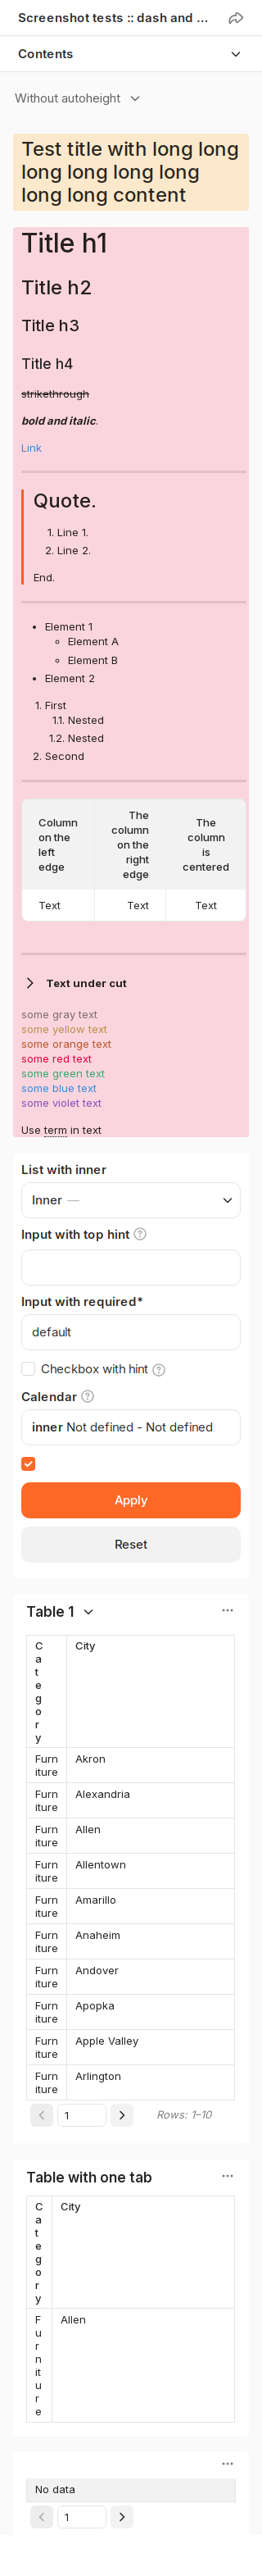 Screenshot tests :: dash and ...
Contents
Without autoheight
Test title with long long
long long long long
long long content
Title h1
Title h2
Title h3
Title h4
strikethrough
bold and italic.
Link
Quote.
1. Line 1.
2. Line 2.
End.
• Element 1
◦ Element A
◦ Element B
• Element 2
1. First
1.1. Nested
1.2. Nested
2. Second
Column on the left edge
The column on the right edge
The column is centered
Text Text Text
Text under cut
some gray text
some yellow text
some orange text
some red text
some green text
some blue text
some violet text
Use term in text
List with inner
Inner —
Input with top hint
Input with required*
default
Checkbox with hint
Calendar
inner Not defined - Not defined
Apply
Reset
Table 1
Category City
Furniture Akron
Furniture Alexandria
Furniture Allen
Furniture Allentown
Furniture Amarillo
Furniture Anaheim
Furniture Andover
Furniture Apopka
Furniture Apple Valley
Furniture Arlington
1 Rows: 1–10
Table with one tab
Category City
Furniture Allen
No data
1